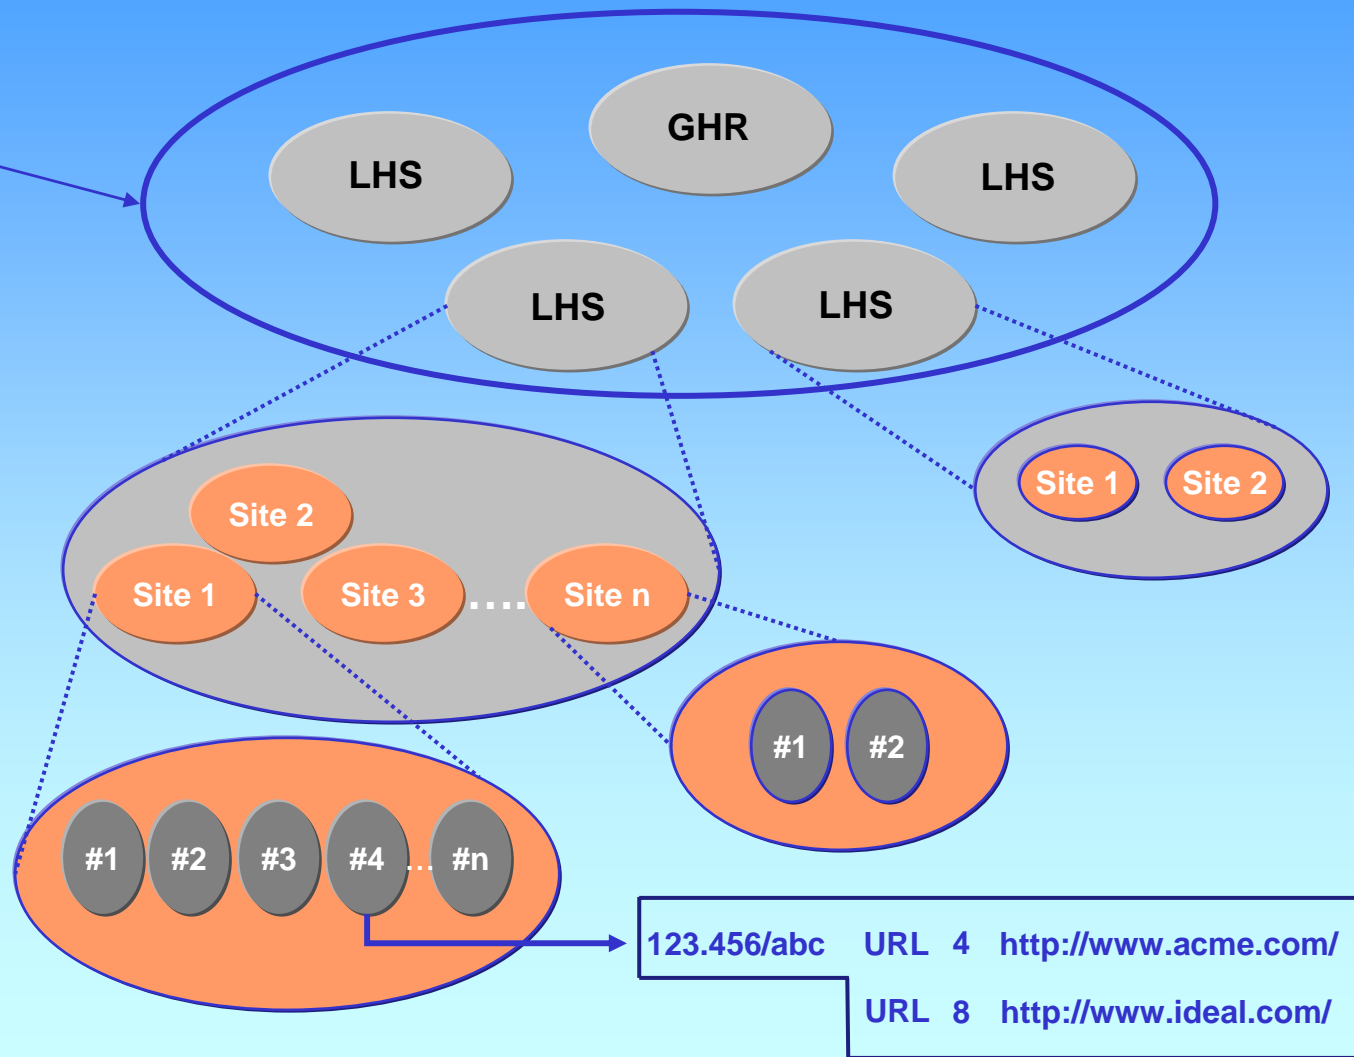 GHR
LHS
LHS
LHS
LHS
Site 1
Site 2
Site 2
Site 1
Site 3
....
Site n
#1
#2
#1
#2
#3
#4
...
#n
123.456/abc URL 4 http://www.acme.com/
URL 8 http://www.ideal.com/